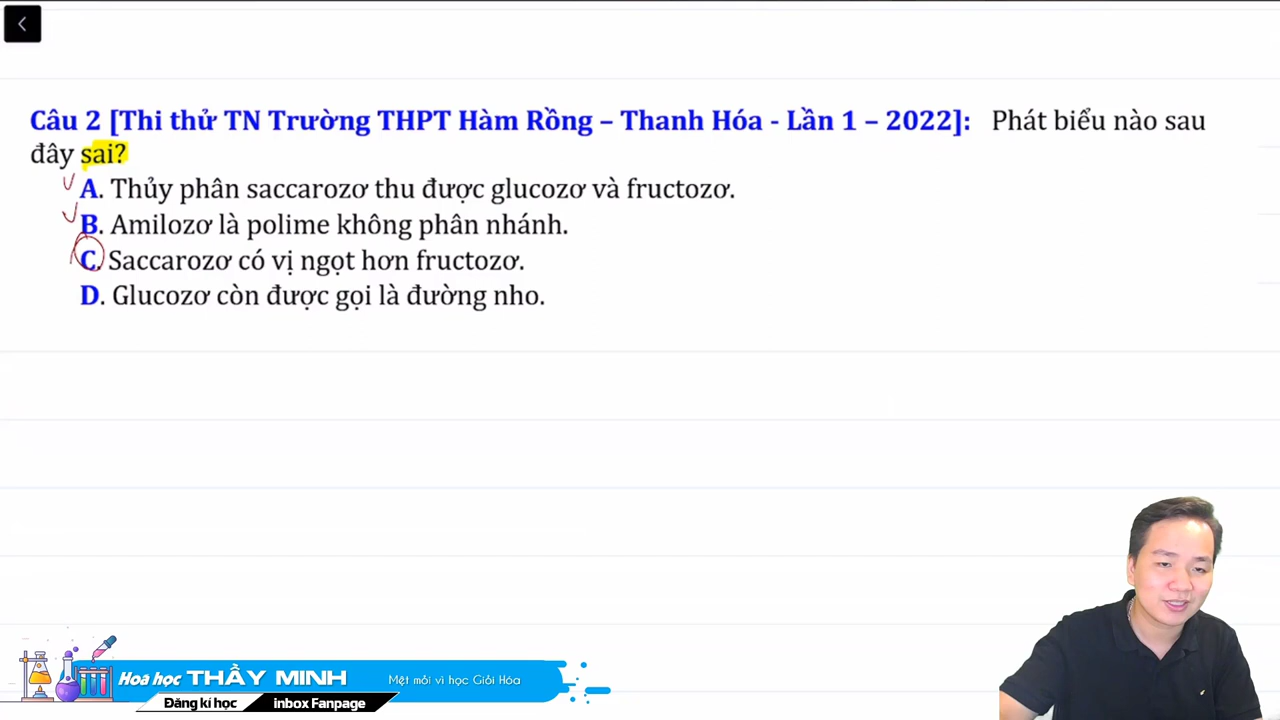 Câu 2 [Thi thử TN Trường THPT Hàm Rồng – Thanh Hóa - Lần 1 – 2022]: Phát biểu nào sau
đây sai?
A. Thủy phân saccarozơ thu được glucozơ và fructozơ.
B. Amilozơ là polime không phân nhánh.
C. Saccarozơ có vị ngọt hơn fructozơ.
D. Glucozơ còn được gọi là đường nho.
Hoá học THẦY MINH
Mệt mỏi vì học Giỏi Hóa
Đăng kí học
inbox Fanpage